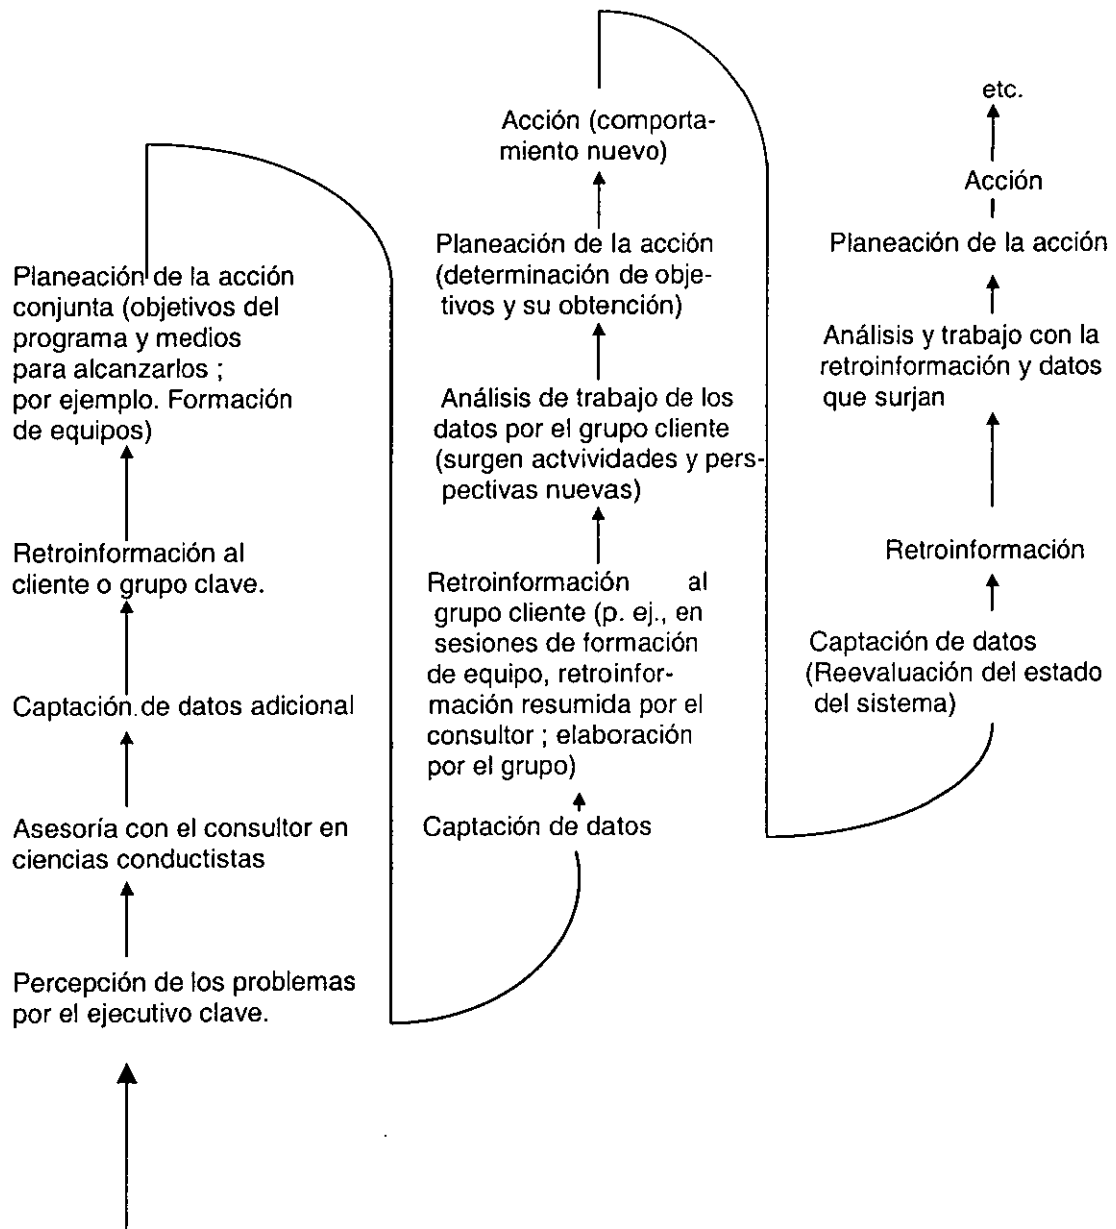 Planeación de la acción
conjunta (objetivos del
programa y medios
para alcanzarlos ;
por ejemplo. Formación
de equipos)
Retroinformación al
cliente o grupo clave.
Captación de datos adicional
Asesoría con el consultor en
ciencias conductistas
Percepción de los problemas
por el ejecutivo clave.
Acción (comporta-
miento nuevo)
Planeación de la acción
(determinación de obje-
tivos y su obtención)
Análisis de trabajo de los
datos por el grupo cliente
(surgen actvividades y pers-
pectivas nuevas)
Retroinformación al
grupo cliente (p. ej., en
sesiones de formación
de equipo, retroinfor-
mación resumida por el
consultor ; elaboración
por el grupo)
Captación de datos
etc.
Acción
Planeación de la acción
Análisis y trabajo con la
retroinformación y datos
que surjan
Retroinformación
Captación de datos
(Reevaluación del estado
del sistema)